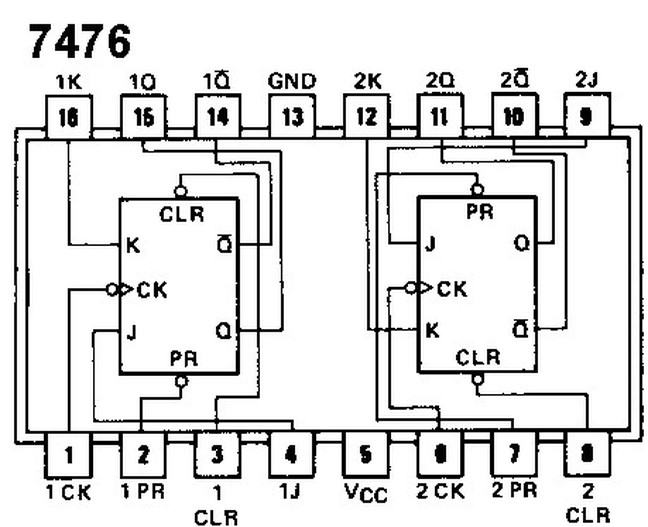 7476
1K 1Q 1Q̅ GND 2K 2Q 2Q̅ 2J
16 15 14 13 12 11 10 9
CLR PR
K Q̅ J Q
CK CK
J Q K Q̅
PR CLR
1 2 3 4 5 6 7 8
1 CK 1 PR 1 1J VCC 2 CK 2 PR 2
CLR CLR